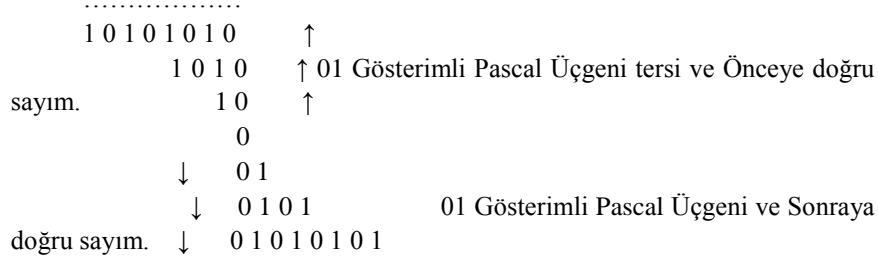 ………………
1 0 1 0 1 0 1 0 ↑
1 0 1 0 ↑ 01 Gösterimli Pascal Üçgeni tersi ve Önceye doğru
sayım. 1 0 ↑
0
↓ 0 1
↓ 0 1 0 1 01 Gösterimli Pascal Üçgeni ve Sonraya
doğru sayım. ↓ 0 1 0 1 0 1 0 1